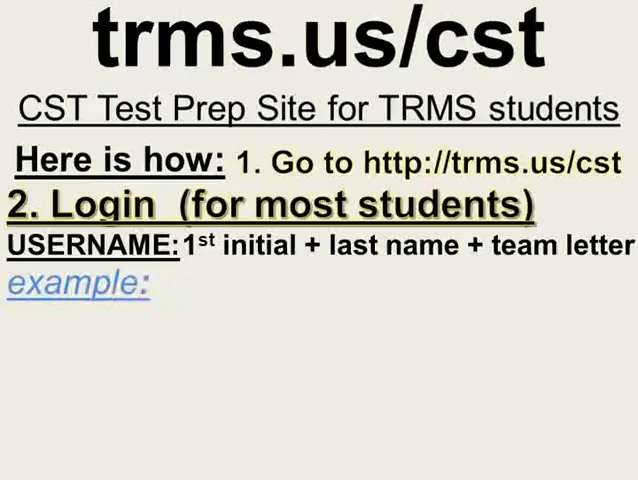 trms.us/cst
CST Test Prep Site for TRMS students
Here is how: 1. Go to http://trms.us/cst
2. Login (for most students)
USERNAME:1st initial + last name + team letter
example: